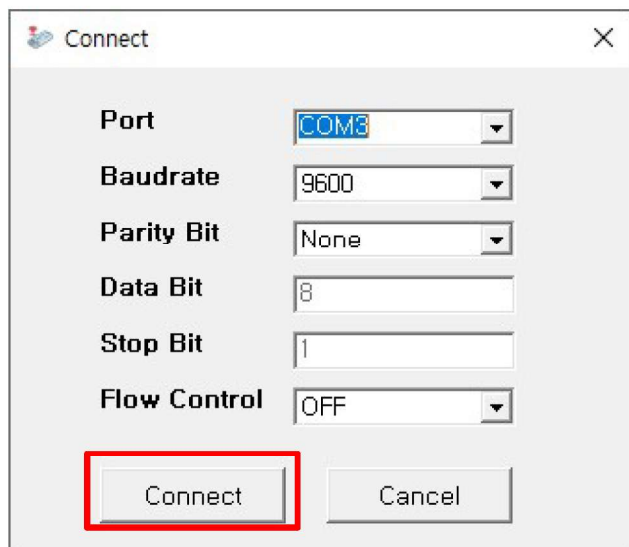 Connect
Port COM3
Baudrate 9600
Parity Bit None
Data Bit 8
Stop Bit 1
Flow Control OFF
Connect Cancel